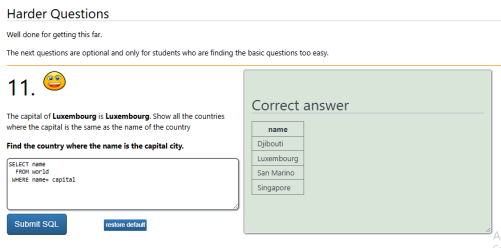 Harder Questions
Well done for getting this far.
The next questions are optional and only for students who are finding the basic questions too easy.
11.
Correct answer
name
Djibouti
Luxembourg
San Marino
Singapore
The capital of Luxembourg is Luxembourg. Show all the countries
where the capital is the same as the name of the country
Find the country where the name is the capital city.
SELECT name
FROM world
WHERE name= capital
Submit SQL
restore default